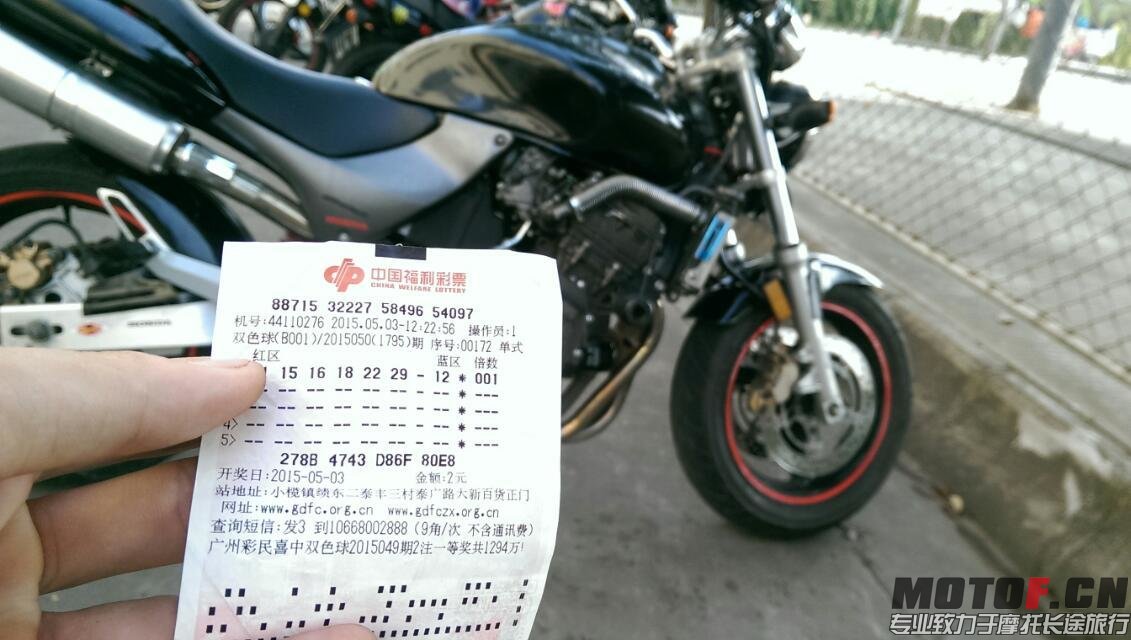 中国福利彩票
CHINA WELFARE LOTTERY
88715 32227 58496 54097
机号:44110276 2015.05.03-12:22:56 操作员:1
双色球(B001)/2015050(1795)期 序号:00172 单式
红区 蓝区 倍数
15 16 18 22 29 - 12 * 001
-- -- -- -- -- - -- * ---
-- -- -- -- -- - -- * ---
4> -- -- -- -- -- -- - -- * ---
5> -- -- -- -- -- -- - -- * ---
278B 4743 D86F 80E8
开奖日:2015-05-03 金额:2元
站地址:小榄镇绩东二泰丰三村泰广路大新百货正门
网址:www.gdfc.org.cn www.gdfczx.org.cn
查询短信:发3 到10668002888 (9角/次 不含通讯费)
广州彩民喜中双色球2015049期2注一等奖共1294万!
MOTOF.CN
专业致力于摩托长途旅行